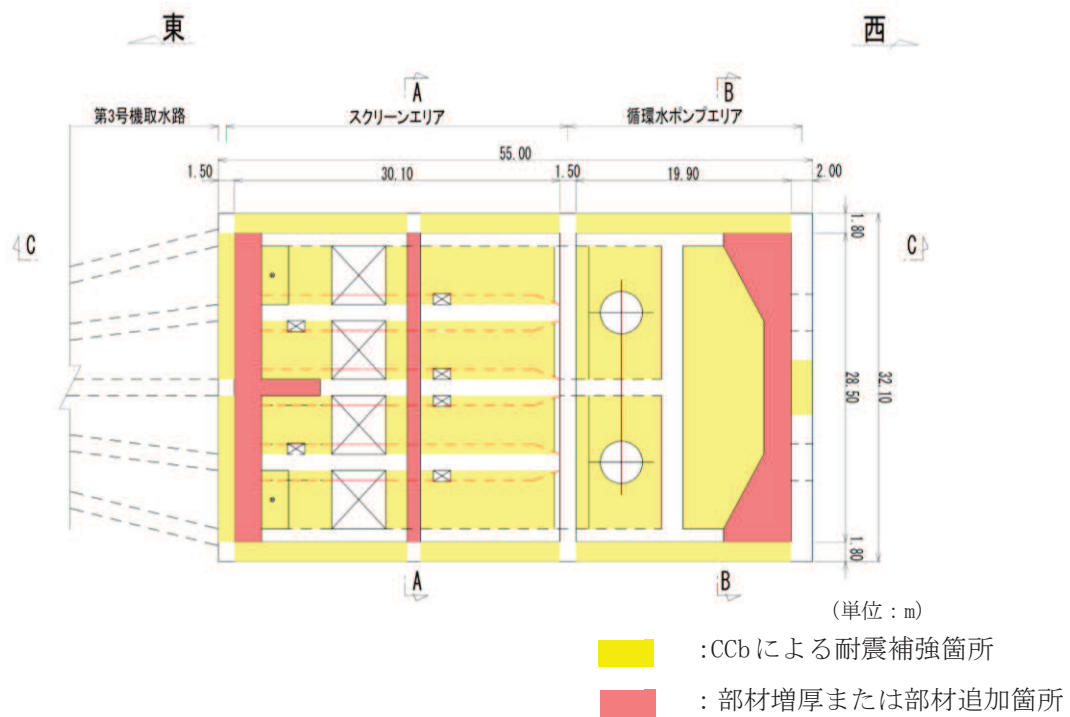 東
西
A
B
第3号機取水路
スクリーンエリア
循環水ポンプエリア
55.00
1.50
30.10
1.50
19.90
2.00
1.80
C
C
28.50
32.10
1.80
A
B
(単位：m)
:CCbによる耐震補強箇所
：部材増厚または部材追加箇所